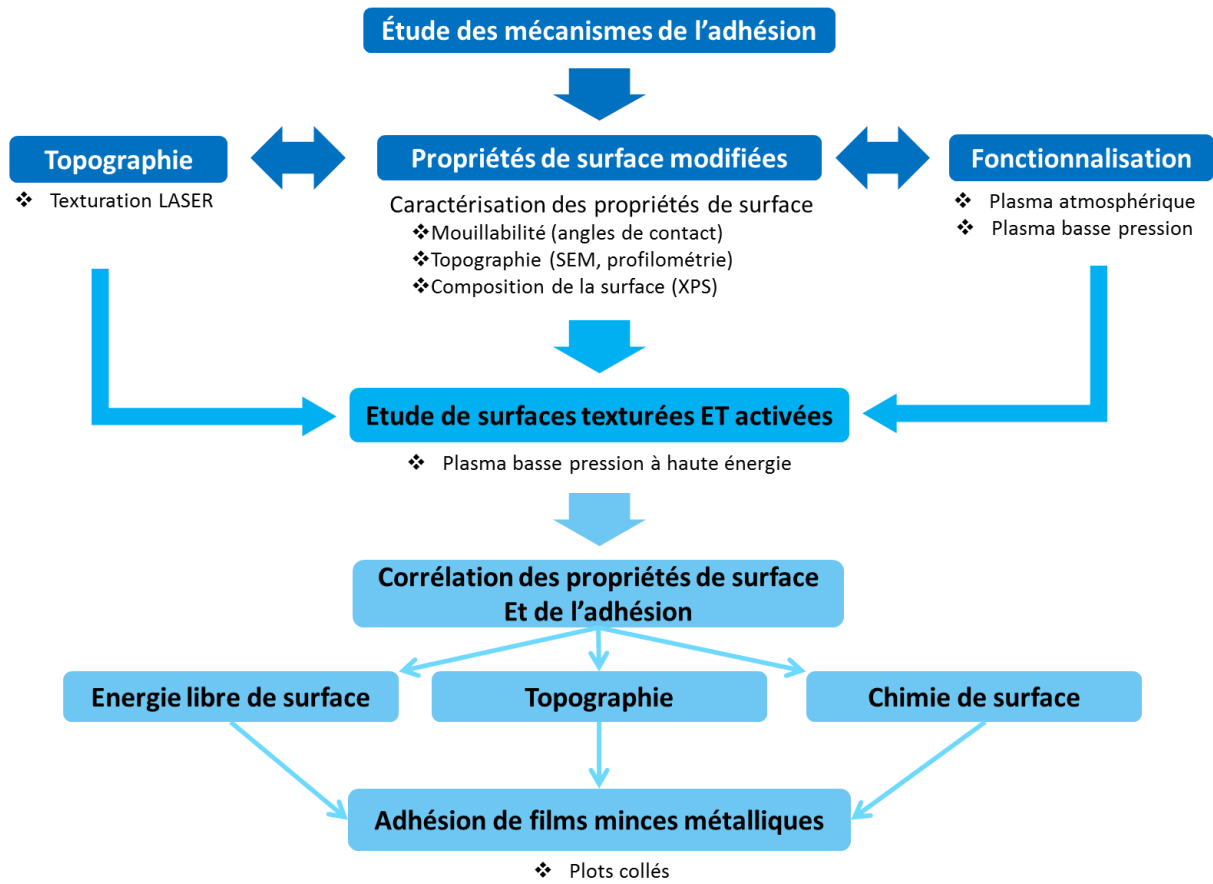 Étude des mécanismes de l'adhésion
Topographie
❖ Texturation LASER
Propriétés de surface modifiées
Caractérisation des propriétés de surface
❖Mouillabilité (angles de contact)
❖Topographie (SEM, profilométrie)
❖Composition de la surface (XPS)
Fonctionnalisation
❖ Plasma atmosphérique
❖ Plasma basse pression
Etude de surfaces texturées ET activées
❖ Plasma basse pression à haute énergie
Corrélation des propriétés de surface
Et de l'adhésion
Energie libre de surface
Topographie
Chimie de surface
Adhésion de films minces métalliques
❖ Plots collés